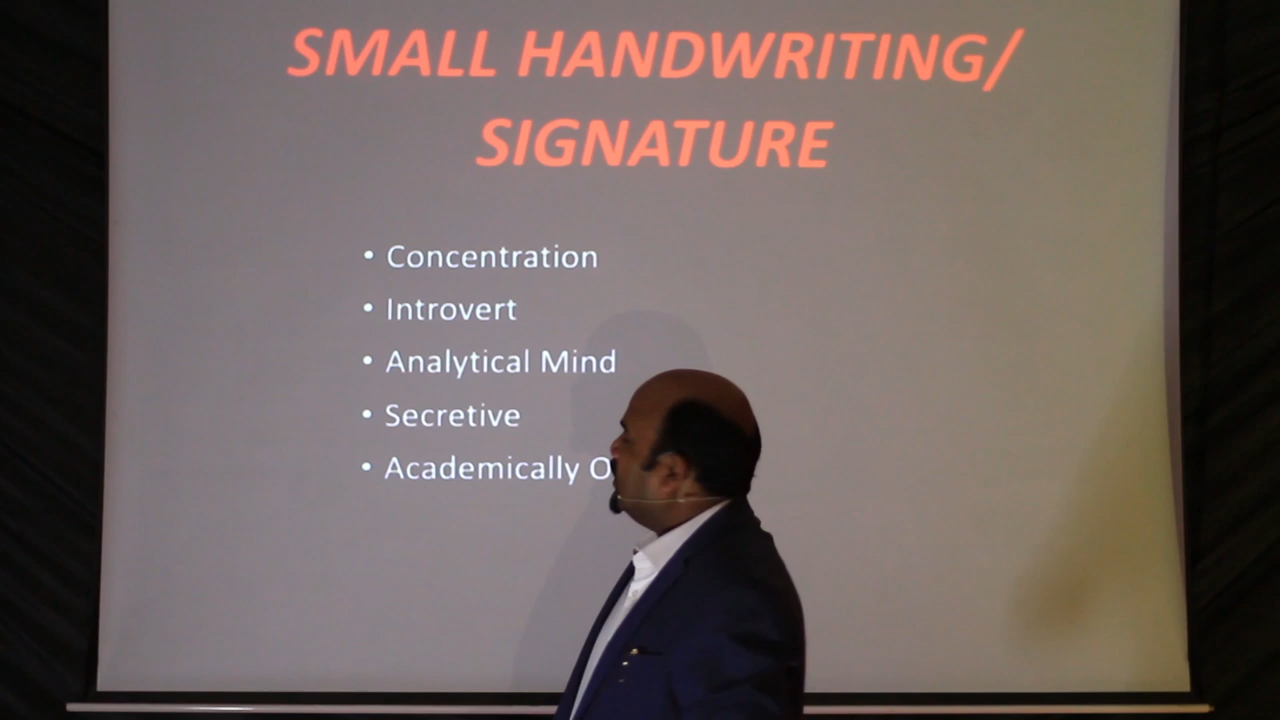 SMALL HANDWRITING/
SIGNATURE
• Concentration
• Introvert
• Analytical Mind
• Secretive
• Academically